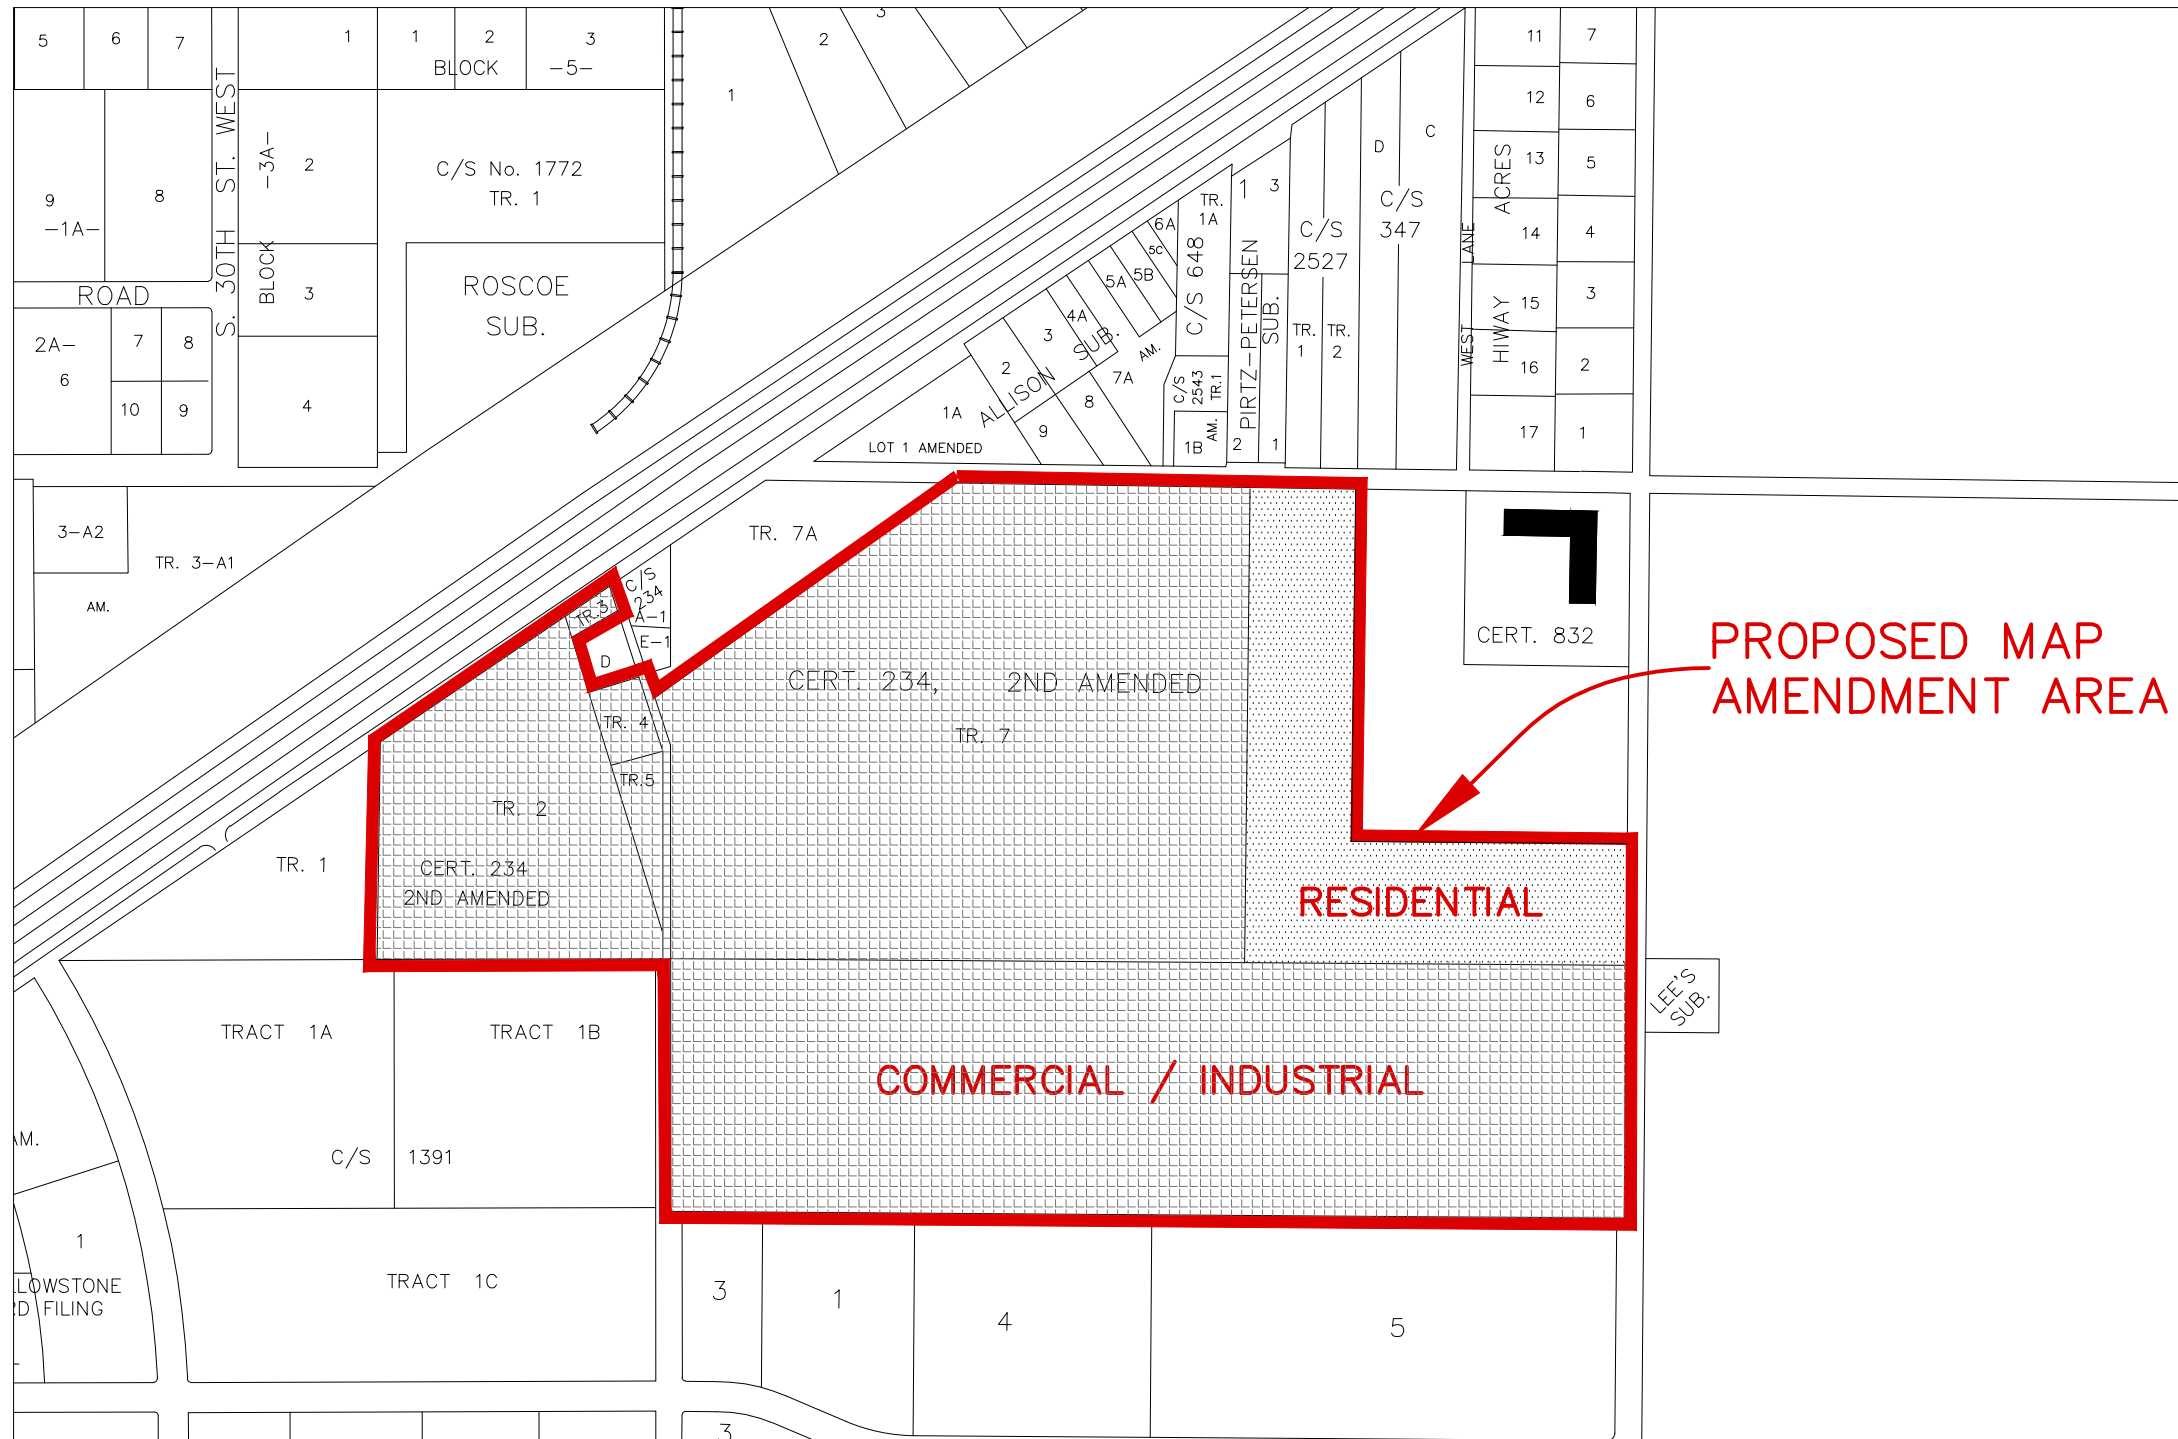 5
6
7
1
1
2
3
BLOCK -5-
3
2
1
11
7
12
6
13
5
14
4
15
3
16
2
17
1
S. 30TH ST. WEST
BLOCK -3A-
2
3
4
C/S No. 1772
TR. 1
9
-1A-
8
ROAD
2A-
6
7
8
10
9
ROSCOE
SUB.
D
C
C/S
347
C/S
2527
TR.
1
TR.
2
1
3
PIRTZ-PETERSEN
SUB.
2
1
TR.
1A
C/S 648
6A
5C
5B
5A
4A
3
2
ALLISON SUB.
AM.
7A
8
9
1A
LOT 1 AMENDED
C/S
2543
TR.1
1B
AM.
WEST LANE
HIWAY ACRES
3-A2
TR. 3-A1
AM.
TR. 7A
C/S
234
A-1
E-1
TR.3
D
TR. 4
TR.5
CERT. 234, 2ND AMENDED
TR. 7
TR. 2
CERT. 234
2ND AMENDED
TR. 1
CERT. 832
PROPOSED MAP
AMENDMENT AREA
RESIDENTIAL
LEE'S
SUB.
COMMERCIAL / INDUSTRIAL
TRACT 1A
TRACT 1B
C/S 1391
TRACT 1C
AM.
1
LLOWSTONE
RD FILING
3
1
4
5
3